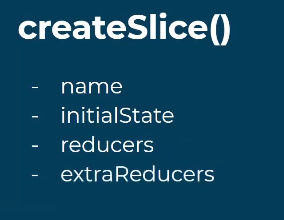 createSlice()
- name
- initialState
- reducers
- extraReducers